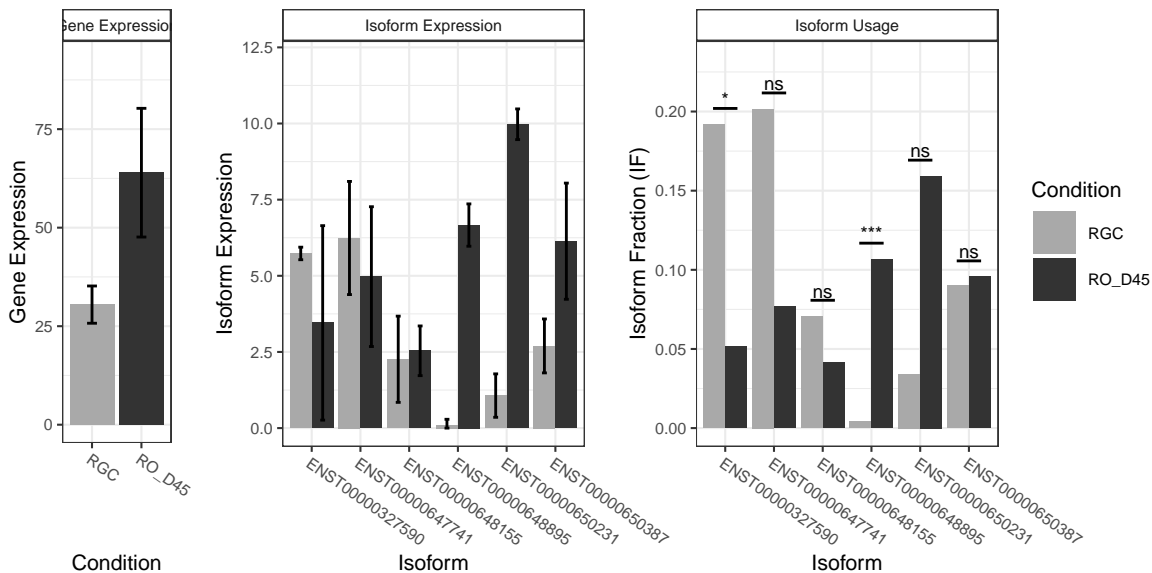 Gene Expression
Gene Expression
75
50
25
0
RGC
RO_D45
Condition
Isoform Expression
Isoform Expression
12.5
10.0
7.5
5.0
2.5
0.0
ENST00000327590
ENST00000647741
ENST00000648155
ENST00000648895
ENST00000650231
ENST00000650387
Isoform
Isoform Usage
Isoform Fraction (IF)
0.20
0.15
0.10
0.05
0.00
*
ns
ns
***
ns
ns
ENST00000327590
ENST00000647741
ENST00000648155
ENST00000648895
ENST00000650231
ENST00000650387
Isoform
Condition
RGC
RO_D45